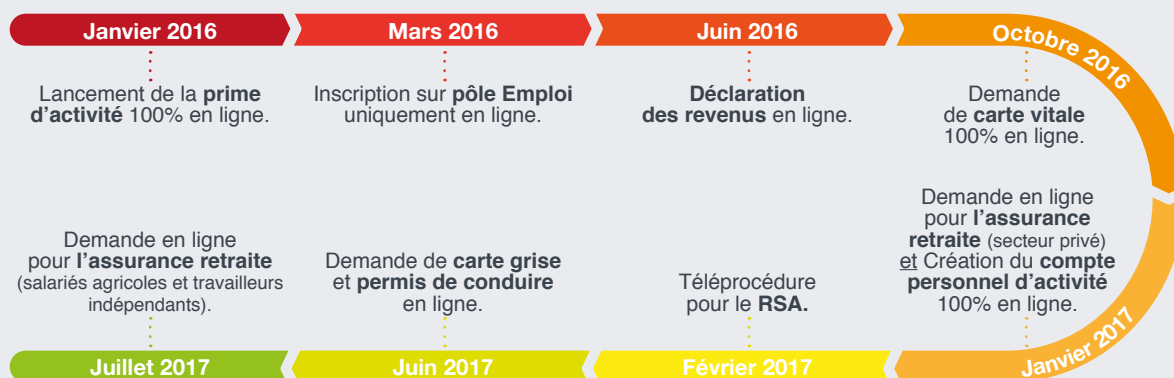 Janvier 2016
Lancement de la prime
d'activité 100% en ligne.
Mars 2016
Inscription sur pôle Emploi
uniquement en ligne.
Juin 2016
Déclaration
des revenus en ligne.
Octobre 2016
Demande
de carte vitale
100% en ligne.
Demande en ligne
pour l'assurance
retraite (secteur privé)
et Création du compte
personnel d'activité
100% en ligne.
Janvier 2017
Téléprocédure
pour le RSA.
Février 2017
Demande de carte grise
et permis de conduire
en ligne.
Juin 2017
Demande en ligne
pour l'assurance retraite
(salariés agricoles et travailleurs
indépendants).
Juillet 2017